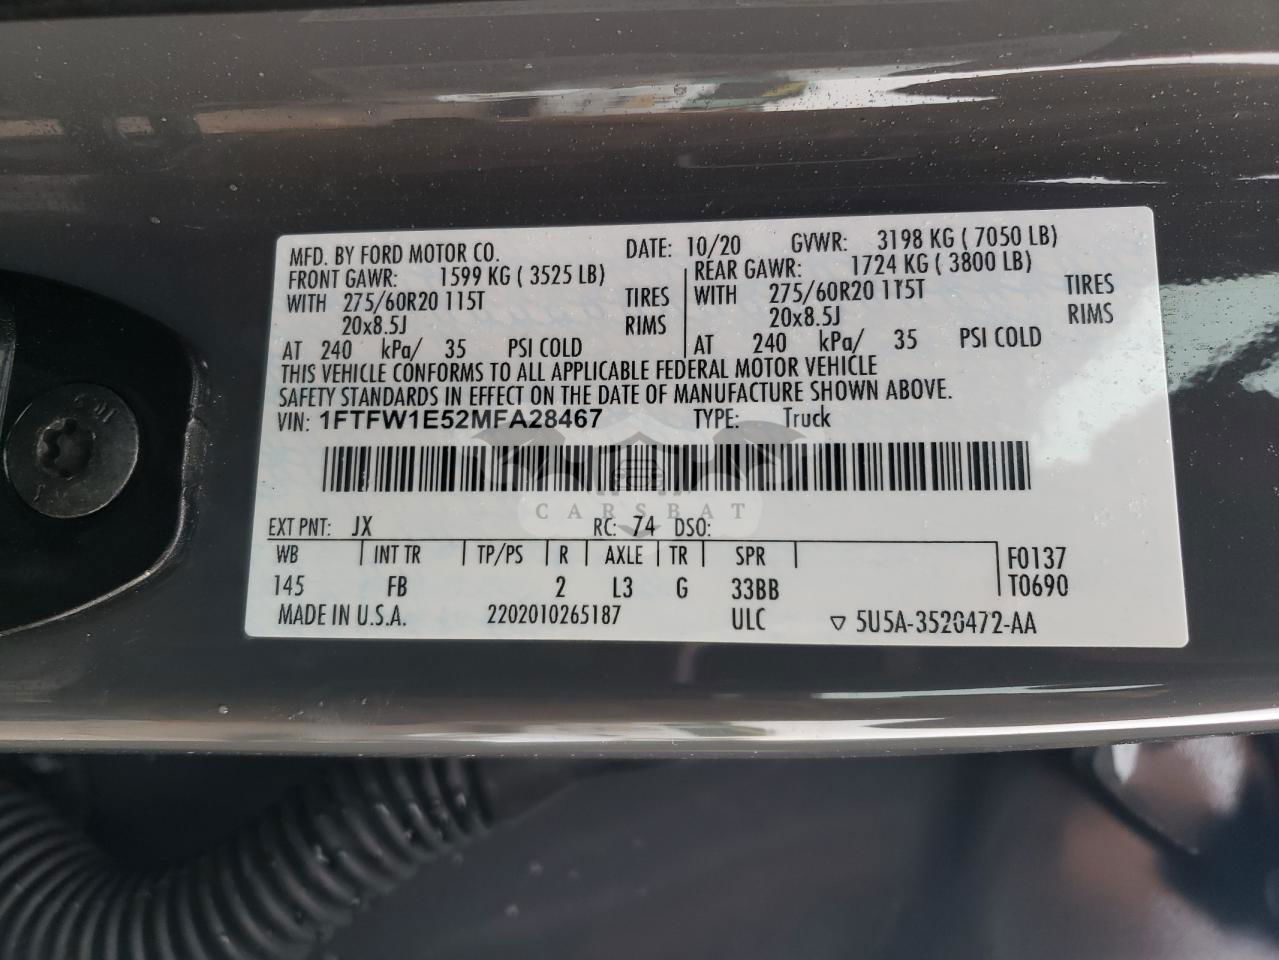 MFD. BY FORD MOTOR CO. DATE: 10/20 GVWR: 3198 KG ( 7050 LB)
FRONT GAWR: 1599 KG ( 3525 LB) REAR GAWR: 1724 KG ( 3800 LB)
WITH 275/60R20 115T TIRES WITH 275/60R20 115T TIRES
20x8.5J RIMS 20x8.5J RIMS
AT 240 kPa/ 35 PSI COLD AT 240 kPa/ 35 PSI COLD
THIS VEHICLE CONFORMS TO ALL APPLICABLE FEDERAL MOTOR VEHICLE
SAFETY STANDARDS IN EFFECT ON THE DATE OF MANUFACTURE SHOWN ABOVE.
VIN: 1FTFW1E52MFA28467 TYPE: Truck
CARSBAT
EXT PNT: JX RC: 74 DSO:
WB INT TR TP/PS R AXLE TR SPR F0137
145 FB 2 L3 G 33BB T0690
MADE IN U.S.A. 2202010265187 ULC ▽ 5U5A-3520472-AA